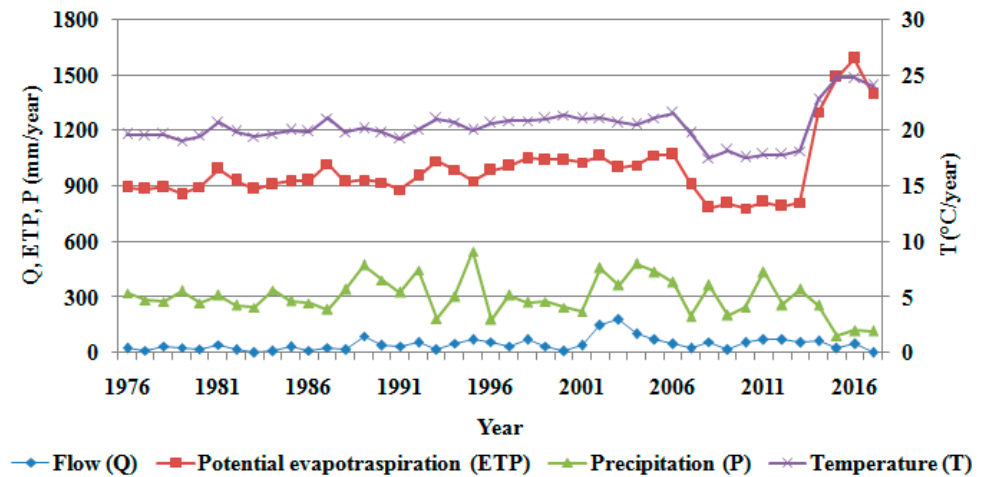 1800
1500
1200
900
600
300
0
Q, ETP, P (mm/year)
30
25
20
15
10
5
0
T(°C/year)
1976 1981 1986 1991 1996 2001 2006 2011 2016
Year
Flow (Q) Potential evapotraspiration (ETP) Precipitation (P) Temperature (T)